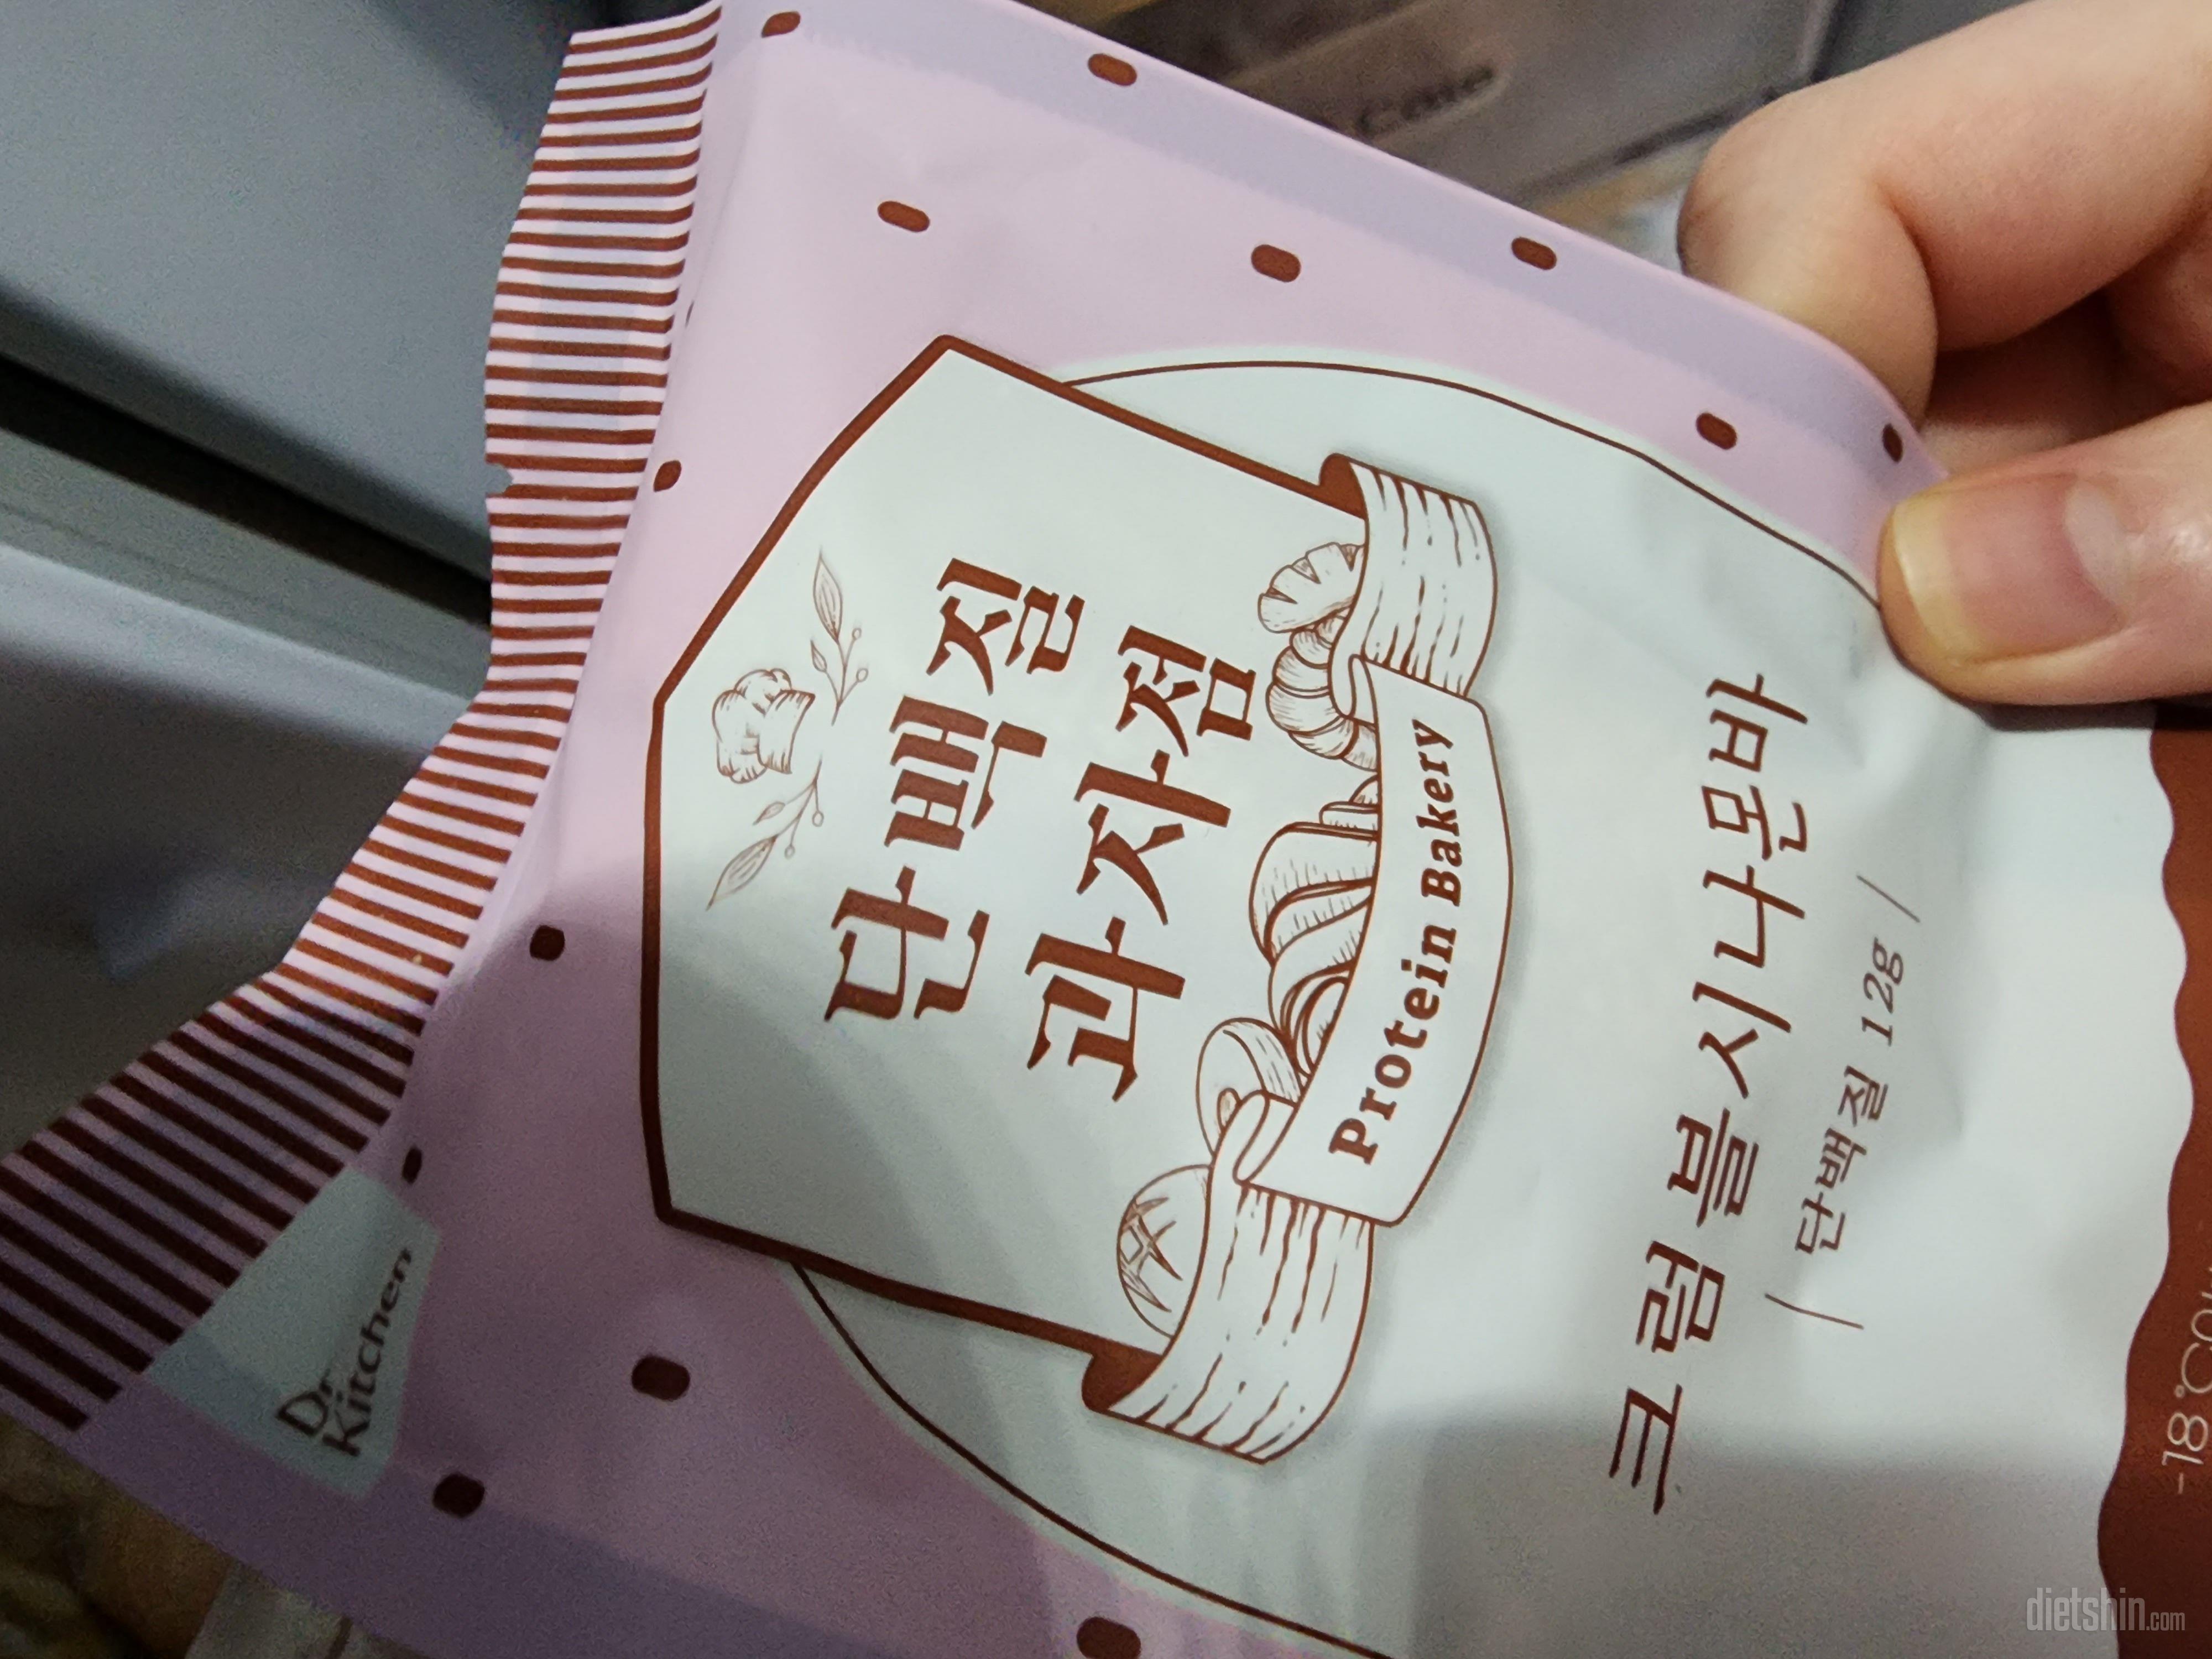 Dr.
Kitchen
단백질
과자점
Protein Bakery
크림 블 시나몬바
/ 단백질 12g /
-18°C
dietshin.com